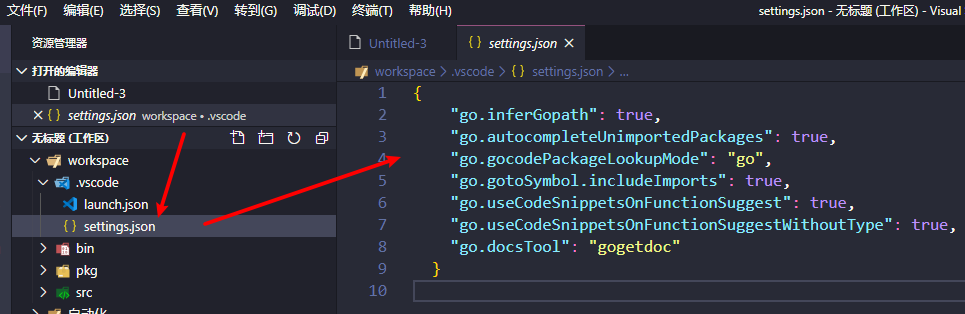 文件(F) 编辑(E) 选择(S) 查看(V) 转到(G) 调试(D) 终端(T) 帮助(H) settings.json - 无标题 (工作区) - Visual
资源管理器
打开的编辑器
Untitled-3
settings.json workspace • .vscode
无标题 (工作区)
workspace
.vscode
launch.json
settings.json
bin
pkg
src
Untitled-3 settings.json
workspace > .vscode > {} settings.json > ...
1 {
2 "go.inferGopath": true,
3 "go.autocompleteUnimportedPackages": true,
4 "go.gocodePackageLookupMode": "go",
5 "go.gotoSymbol.includeImports": true,
6 "go.useCodeSnippetsOnFunctionSuggest": true,
7 "go.useCodeSnippetsOnFunctionSuggestWithoutType": true,
8 "go.docsTool": "gogetdoc"
9 }
10